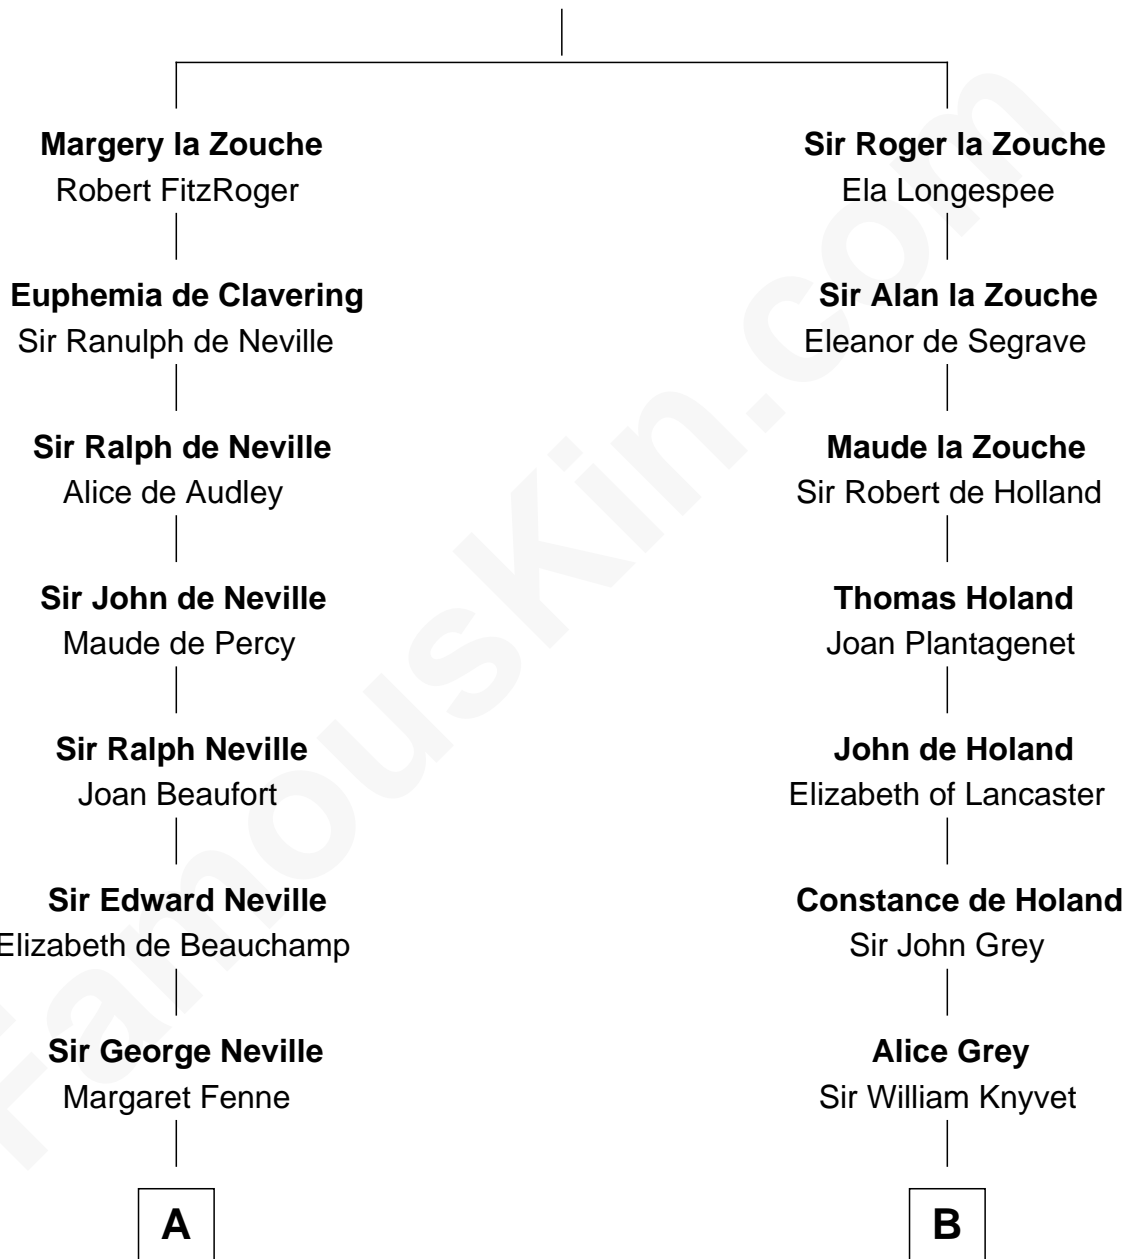 Margery la Zouche
Robert FitzRoger
Sir Roger la Zouche
Ela Longespee
Euphemia de Clavering
Sir Ranulph de Neville
Sir Alan la Zouche
Eleanor de Segrave
Sir Ralph de Neville
Alice de Audley
Maude la Zouche
Sir Robert de Holland
Sir John de Neville
Maude de Percy
Thomas Holand
Joan Plantagenet
Sir Ralph Neville
Joan Beaufort
John de Holand
Elizabeth of Lancaster
Sir Edward Neville
Elizabeth de Beauchamp
Constance de Holand
Sir John Grey
Sir George Neville
Margaret Fenne
Alice Grey
Sir William Knyvet
A
B
FamousKin.com